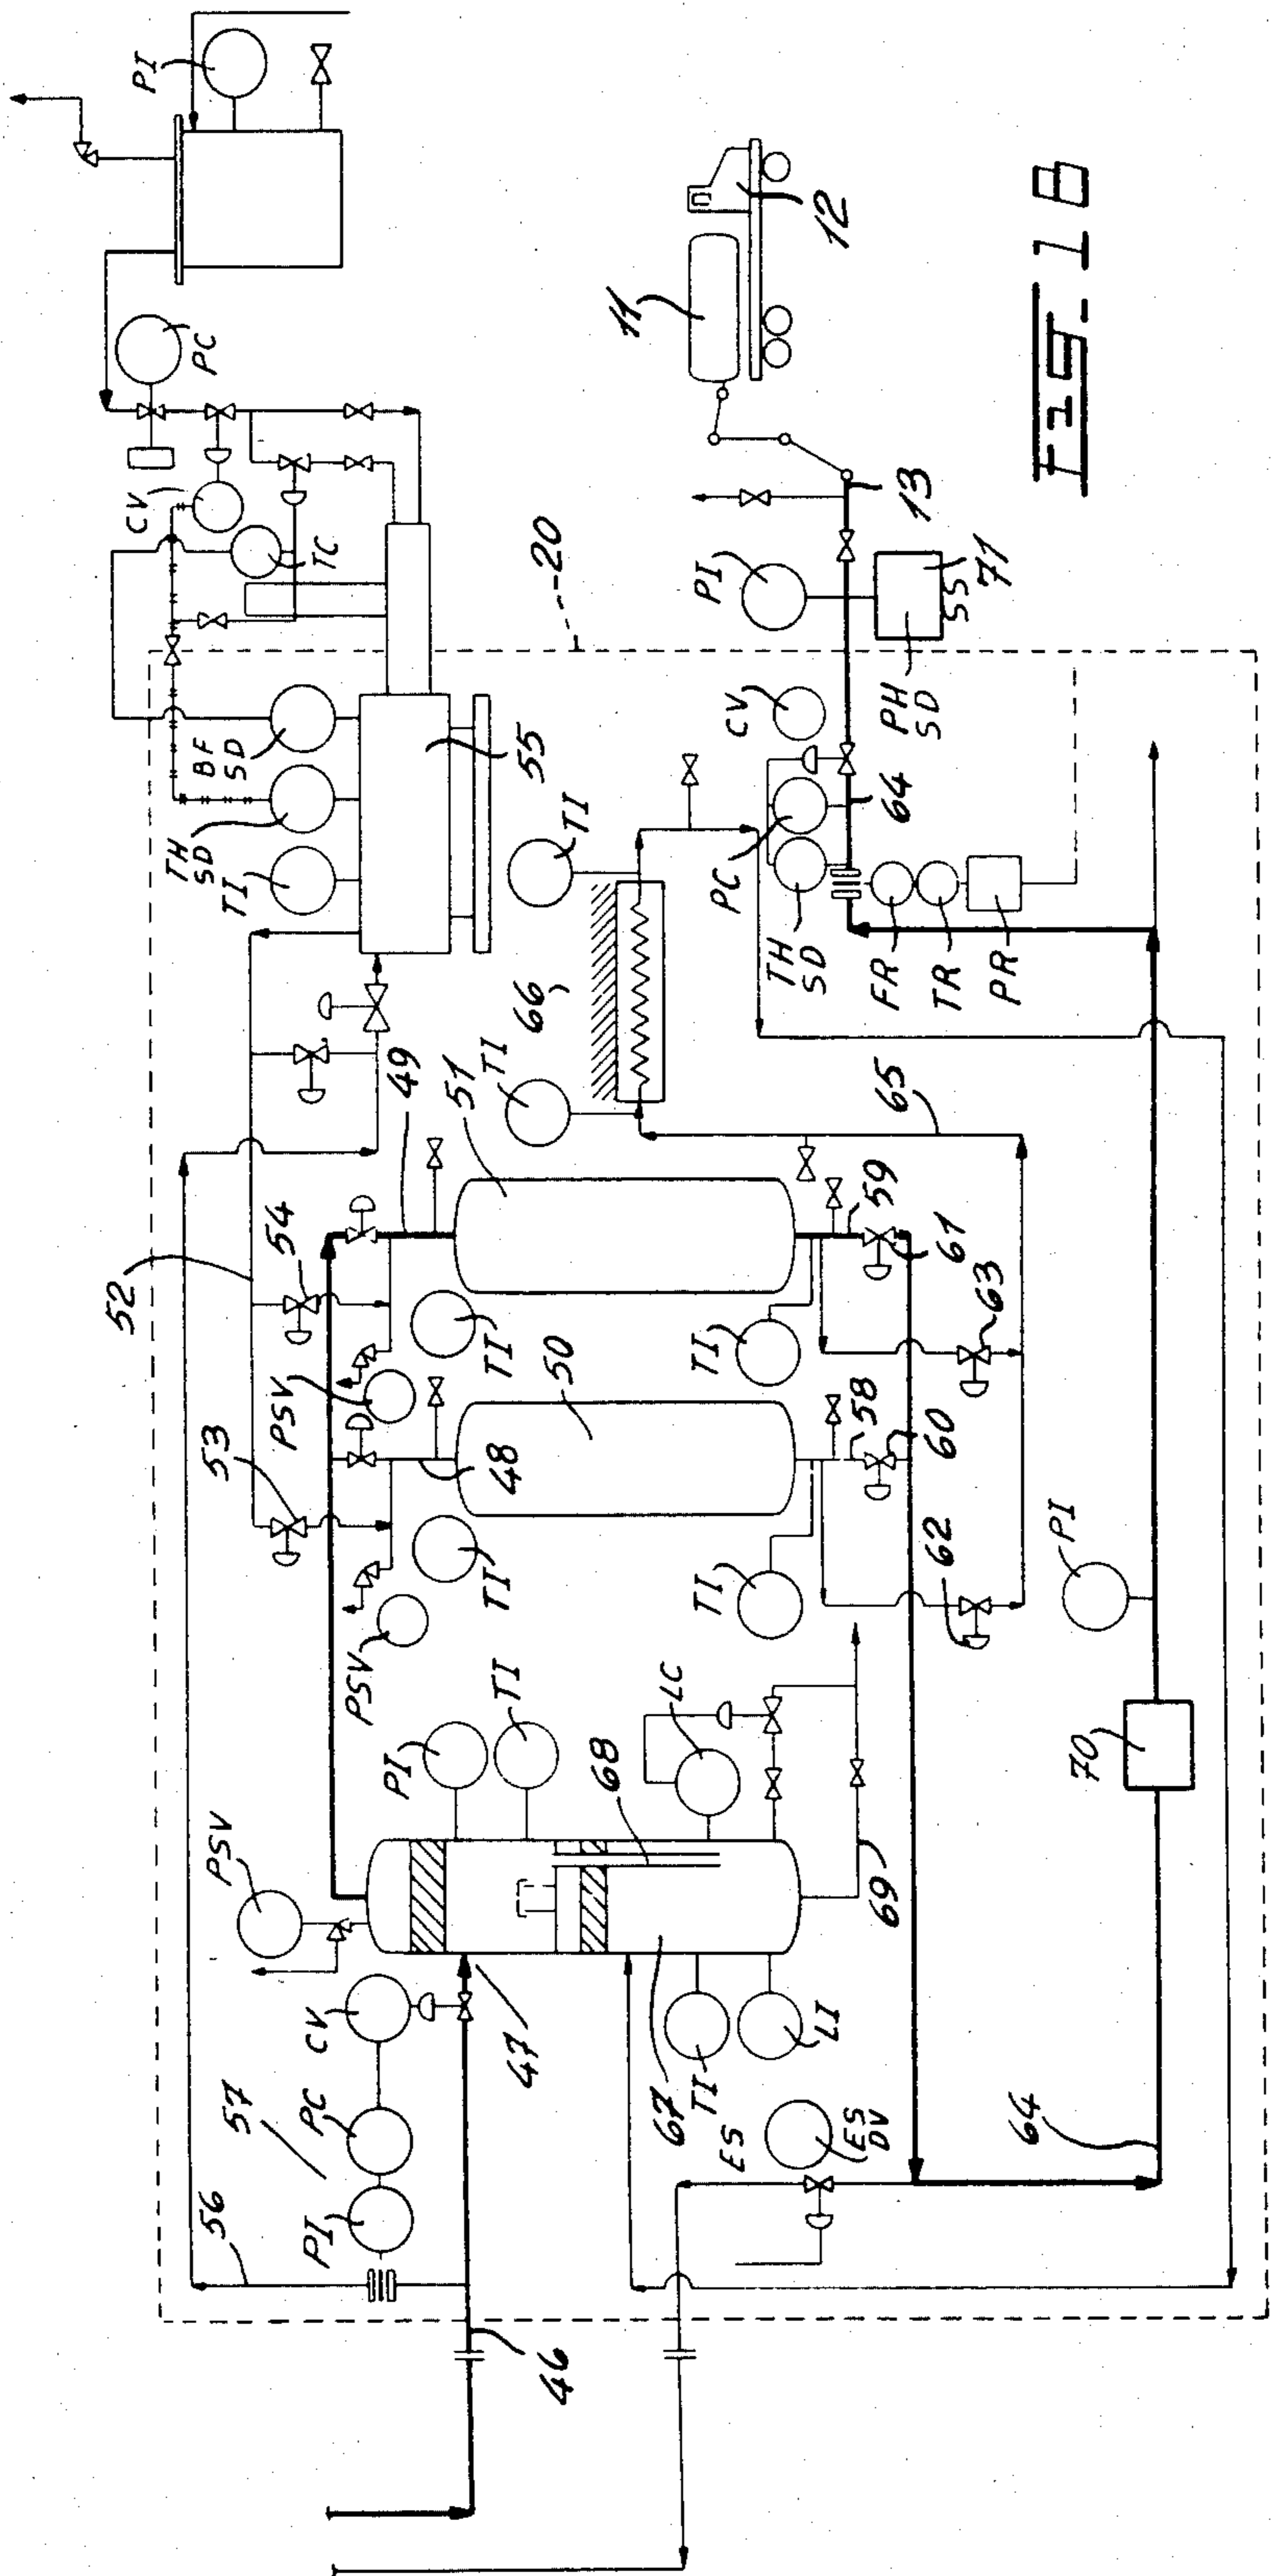 52
PI
CV
56
PSV
53
TH
SD
BF
SD
PC
TI
54
PSV
57
PI
PC
CV
TC
PSV
49
PI
TI
48
TI
51
TI
47
46
TI
66
TI
55
50
20
68
LC
11
67
TI
ES
TI
TI
PC
CV
PI
12
LI
ES
DV
TH
SD
58
59
65
64
PH
SD
SS
71
13
69
60
61
FR
62
63
TR
PR
64
PI
70
FIG. 1B